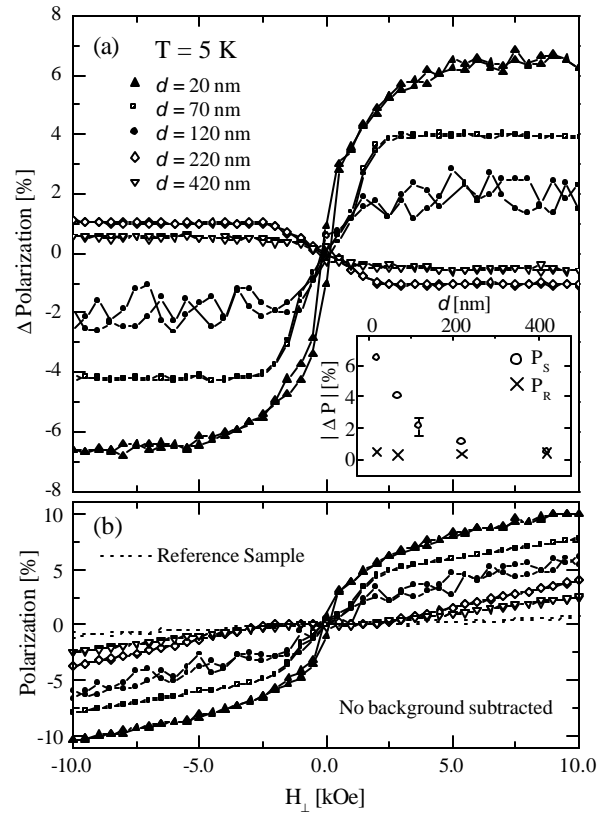 8
(a)
T = 5 K
6
d = 20 nm
d = 70 nm
4
d = 120 nm
d = 220 nm
2
d = 420 nm
0
-2
-4
-6
-8
Δ Polarization [%]
d [nm]
0 200 400
6
4
2
0
| Δ P | [%]
P_S
P_R
(b)
10
5
0
-5
-10
Polarization [%]
Reference Sample
No background subtracted
-10.0 -5.0 0.0 5.0 10.0
H_⊥ [kOe]